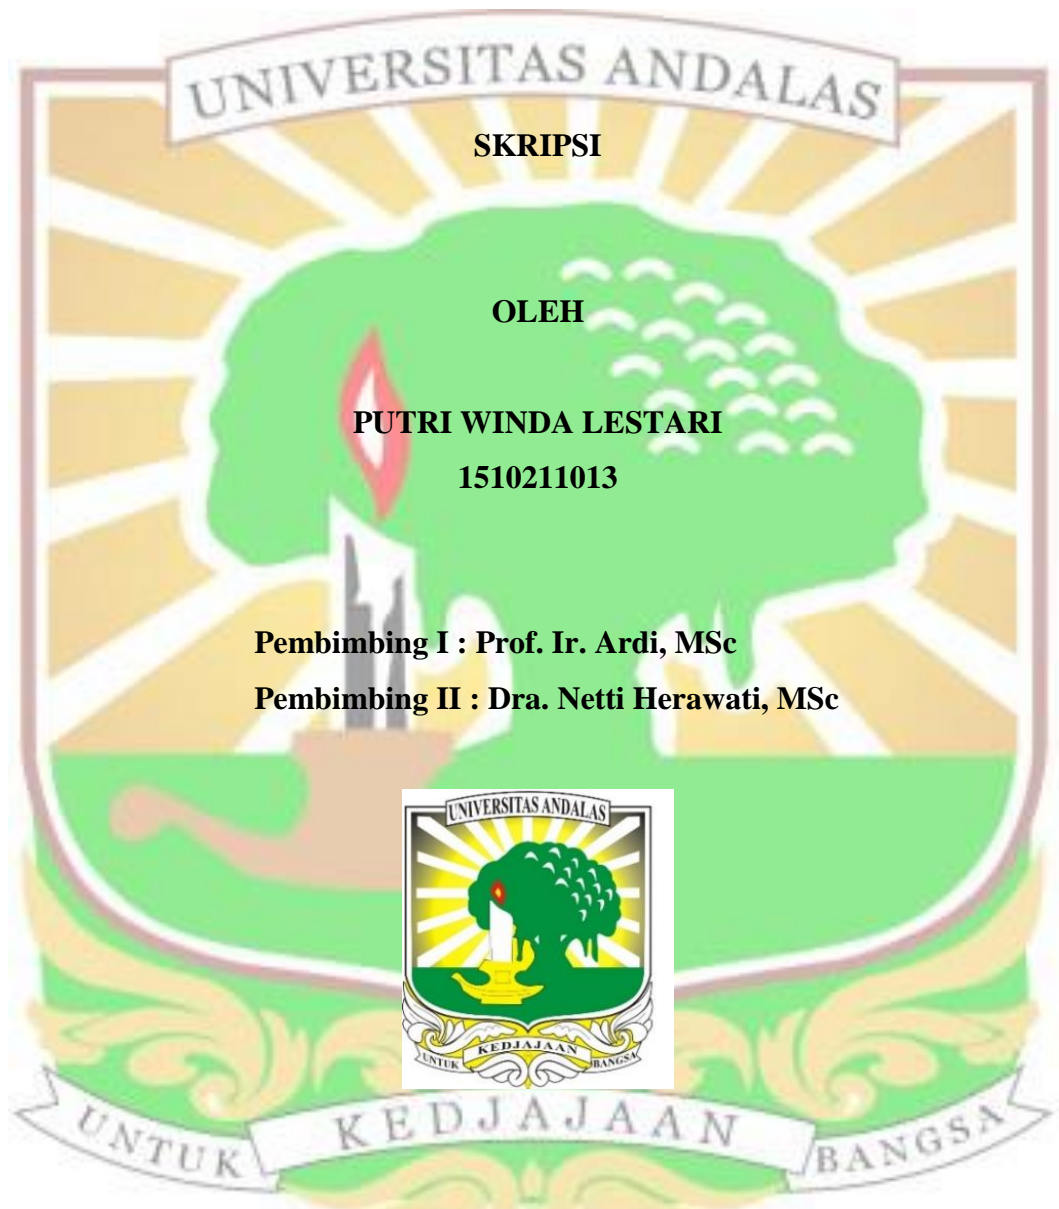 UNIVERSITAS ANDALAS
SKRIPSI
OLEH
PUTRI WINDA LESTARI
1510211013
Pembimbing I : Prof. Ir. Ardi, MSc
Pembimbing II : Dra. Netti Herawati, MSc
UNIVERSITAS ANDALAS
UNTUK KEDJAJAAN BANGSA
UNTUK KEDJAJAAN BANGSA